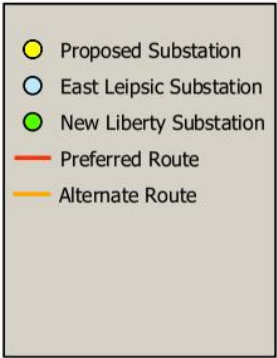 Proposed Substation
East Leipsic Substation
New Liberty Substation
Preferred Route
Alternate Route